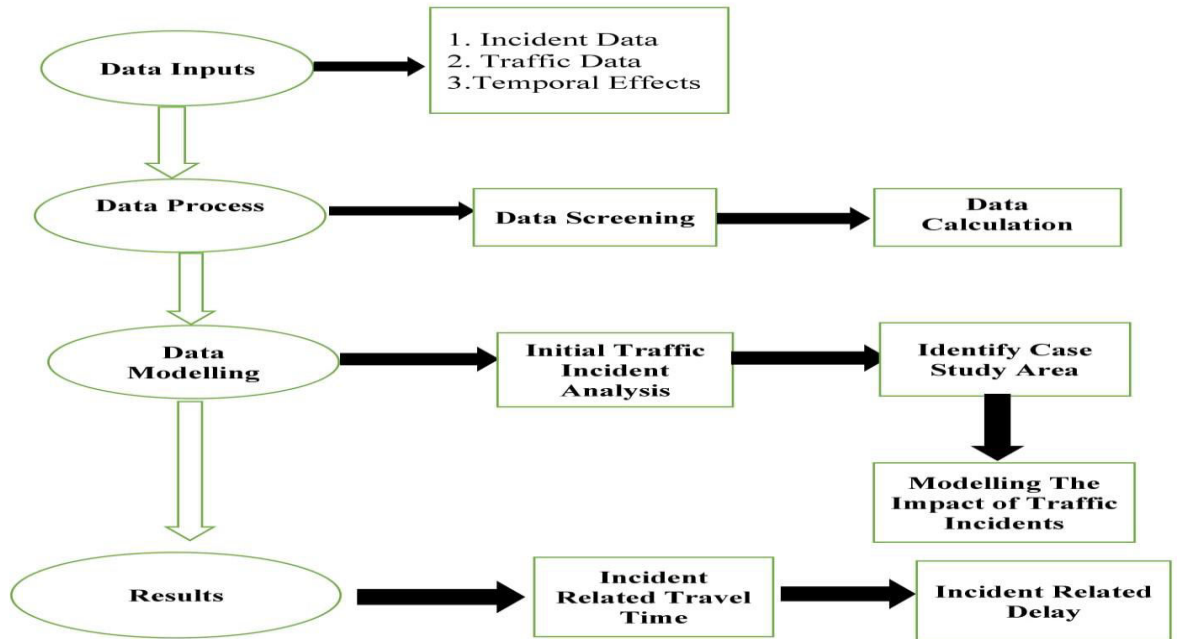 Data Inputs
1. Incident Data
2. Traffic Data
3.Temporal Effects
Data Process
Data Screening
Data
Calculation
Data
Modelling
Initial Traffic
Incident
Analysis
Identify Case
Study Area
Modelling The
Impact of Traffic
Incidents
Results
Incident
Related Travel
Time
Incident Related
Delay